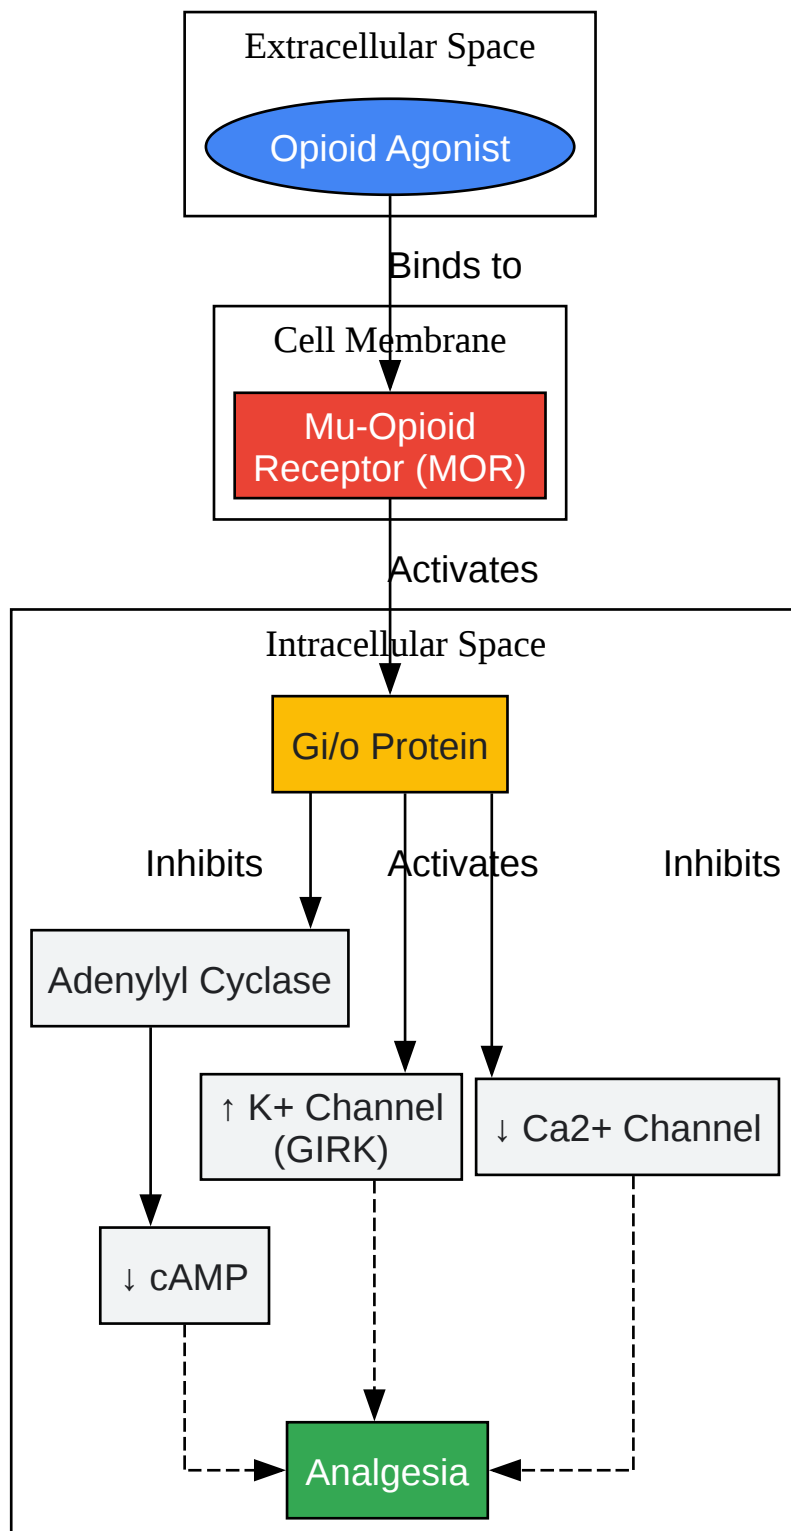 Extracellular Space
Opioid Agonist
Binds to
Cell Membrane
Mu-Opioid
Receptor (MOR)
Activates
Intracellular Space
Gi/o Protein
Inhibits
Activates
Inhibits
Adenylyl Cyclase
↑ K+ Channel
(GIRK)
↓ Ca2+ Channel
↓ cAMP
Analgesia